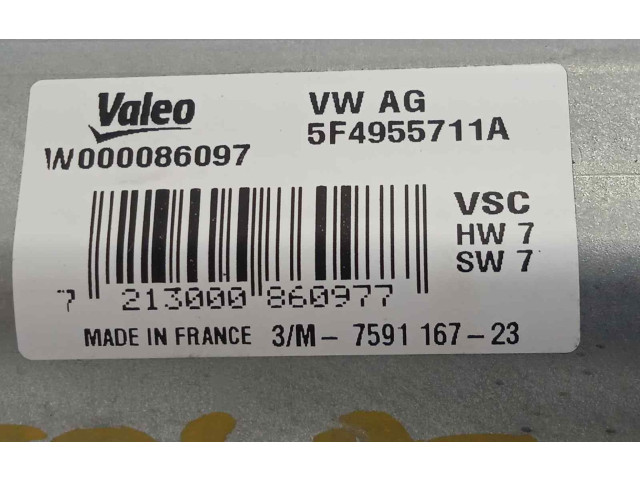 Valeo
VW AG
5F4955711A
W000086097
VSC
HW 7
SW 7
7 213000 860977
MADE IN FRANCE 3/M- 7591 167-23